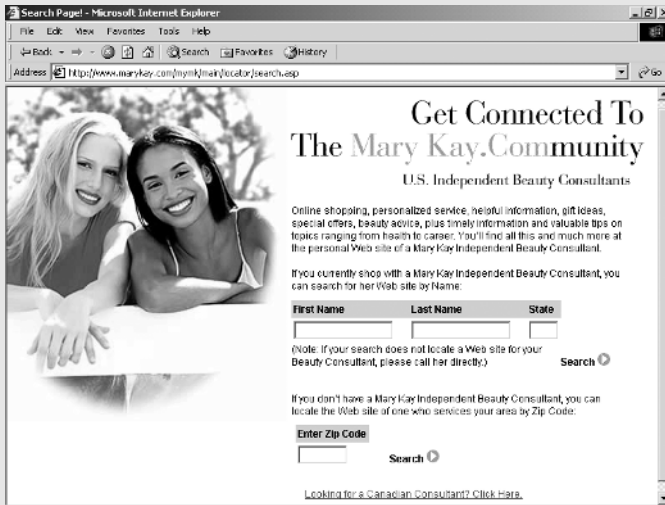 Search Page! - Microsoft Internet Explorer
File Edit View Favorites Tools Help
Back Search Favorites History
Address http://www.marykay.com/mymk/main/locator/search.asp Go
Get Connected To
The Mary Kay.Community
U.S. Independent Beauty Consultants
Online shopping, personalized service, helpful information, gift ideas,
special offers, beauty advice, plus timely information and valuable tips on
topics ranging from health to career. You'll find all this and much more at
the personal Web site of a Mary Kay Independent Beauty Consultant.
If you currently shop with a Mary Kay Independent Beauty Consultant, you
can search for her Web site by Name:
First Name Last Name State
(Note: If your search does not locate a Web site for your
Beauty Consultant, please call her directly.) Search
If you don't have a Mary Kay Independent Beauty Consultant, you can
locate the Web site of one who services your area by Zip Code:
Enter Zip Code
Search
Looking for a Canadian Consultant? Click Here.